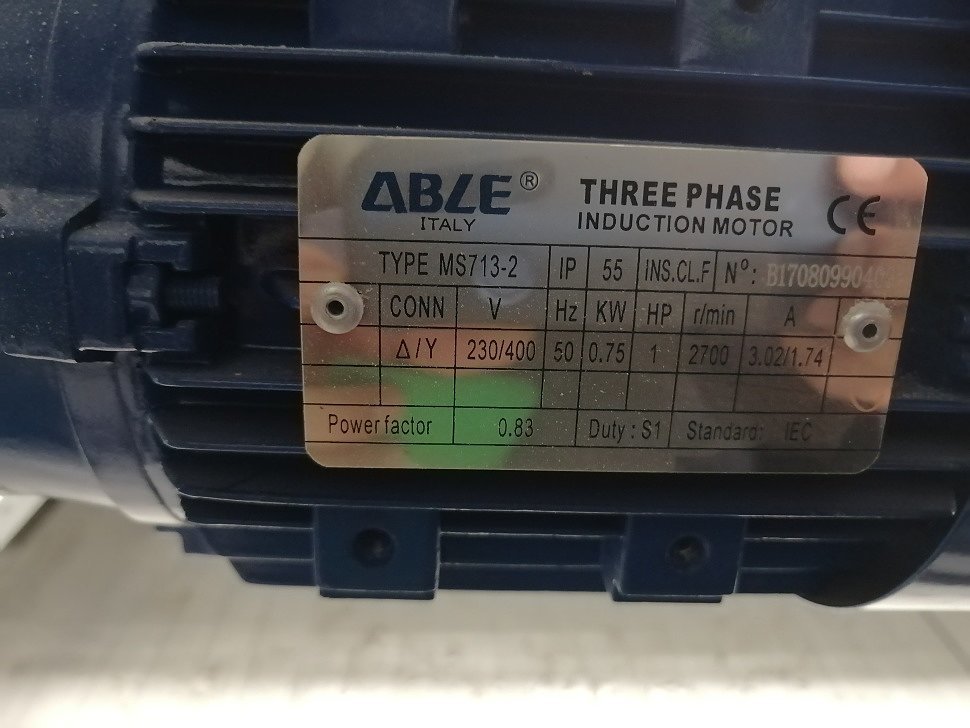 ABLE®
ITALY
THREE PHASE
INDUCTION MOTOR
CE
TYPE MS713-2 IP 55 INS.CL.F Nº:
CONN V Hz KW HP r/min A
Δ/Y 230/400 50 0.75 1 2700 3.02/1.74
Power factor 0.83 Duty: S1 Standard: IEC